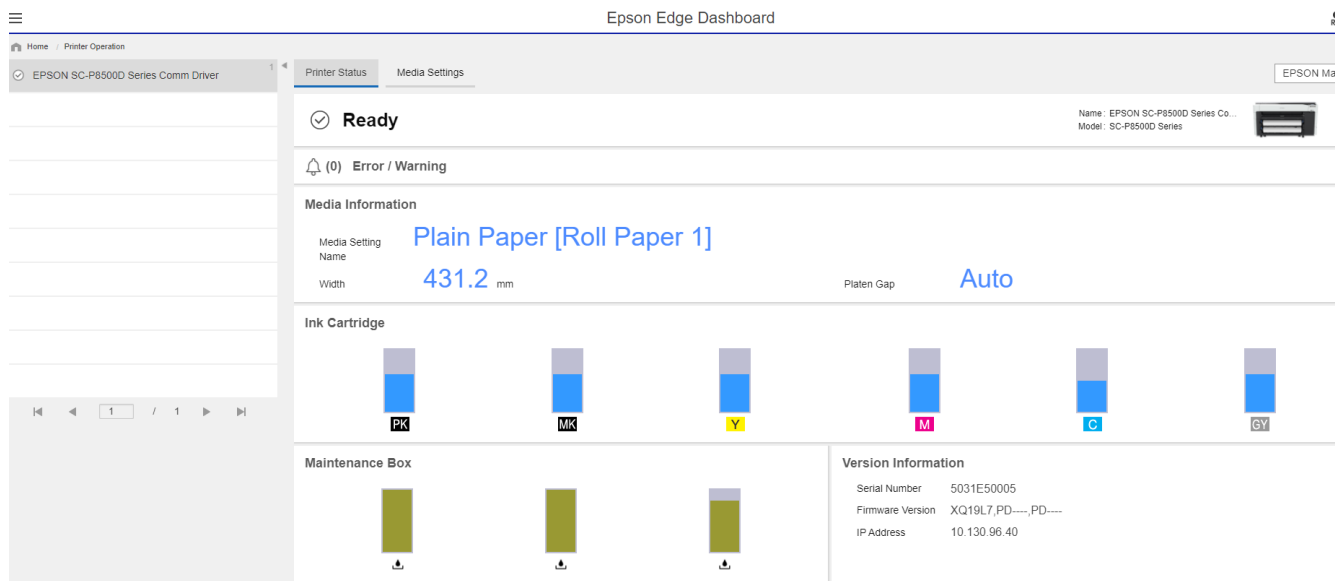 Epson Edge Dashboard
Home / Printer Operation
EPSON SC-P8500D Series Comm Driver
1
Printer Status
Media Settings
EPSON Ma
Ready
Name : EPSON SC-P8500D Series Co...
Model : SC-P8500D Series
(0) Error / Warning
Media Information
Media Setting Name
Plain Paper [Roll Paper 1]
Width
431.2 mm
Platen Gap
Auto
Ink Cartridge
PK
MK
Y
M
C
GY
1 / 1
Maintenance Box
Version Information
Serial Number 5031E50005
Firmware Version XQ19L7,PD----,PD----
IP Address 10.130.96.40